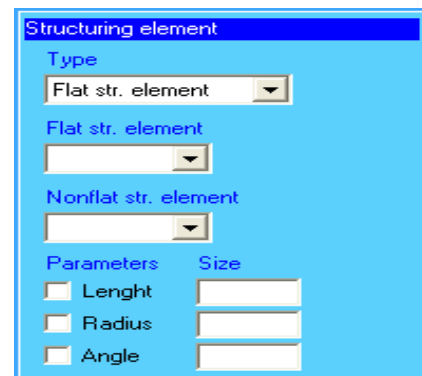 Structuring element
Type
Flat str. element
Flat str. element
Nonflat str. element
Parameters Size
Lenght
Radius
Angle